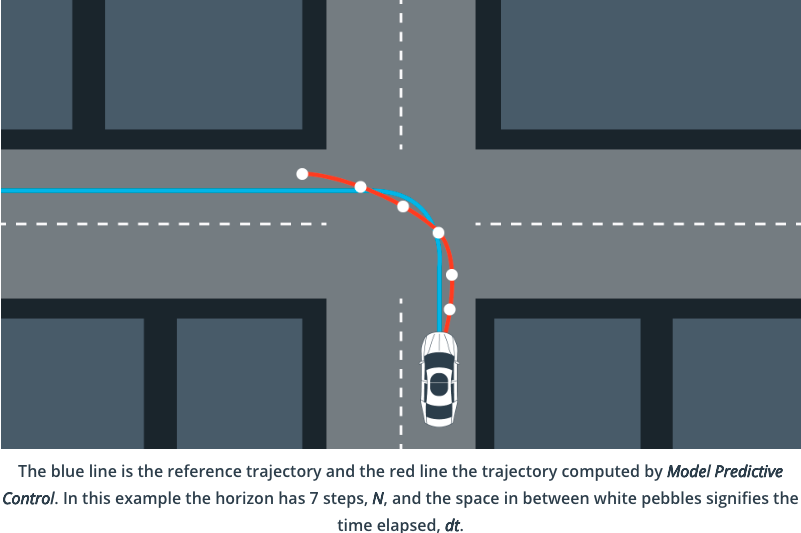 The blue line is the reference trajectory and the red line the trajectory computed by Model Predictive
Control. In this example the horizon has 7 steps, N, and the space in between white pebbles signifies the
time elapsed, dt.